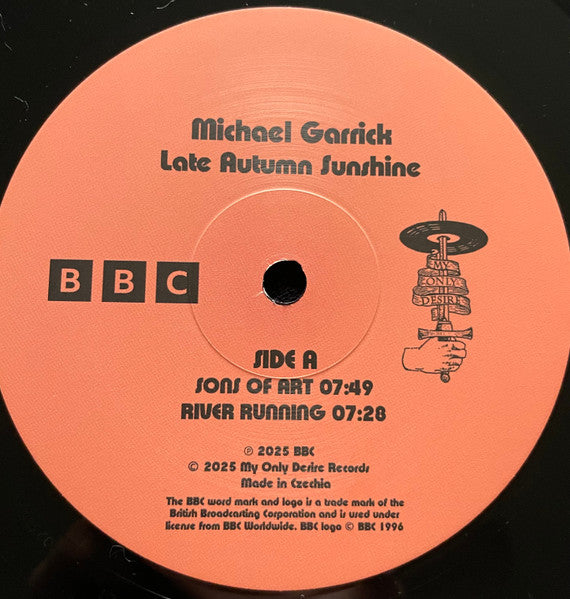 Michael Garrick
Late Autumn Sunshine
BBC
MY
ONLY
DESIRE
SIDE A
SONS OF ART 07:49
RIVER RUNNING 07:28
℗ 2025 BBC
© 2025 My Only Desire Records
Made in Czechia
The BBC word mark and logo is a trade mark of the
British Broadcasting Corporation and is used under
license from BBC Worldwide. BBC logo © BBC 1996